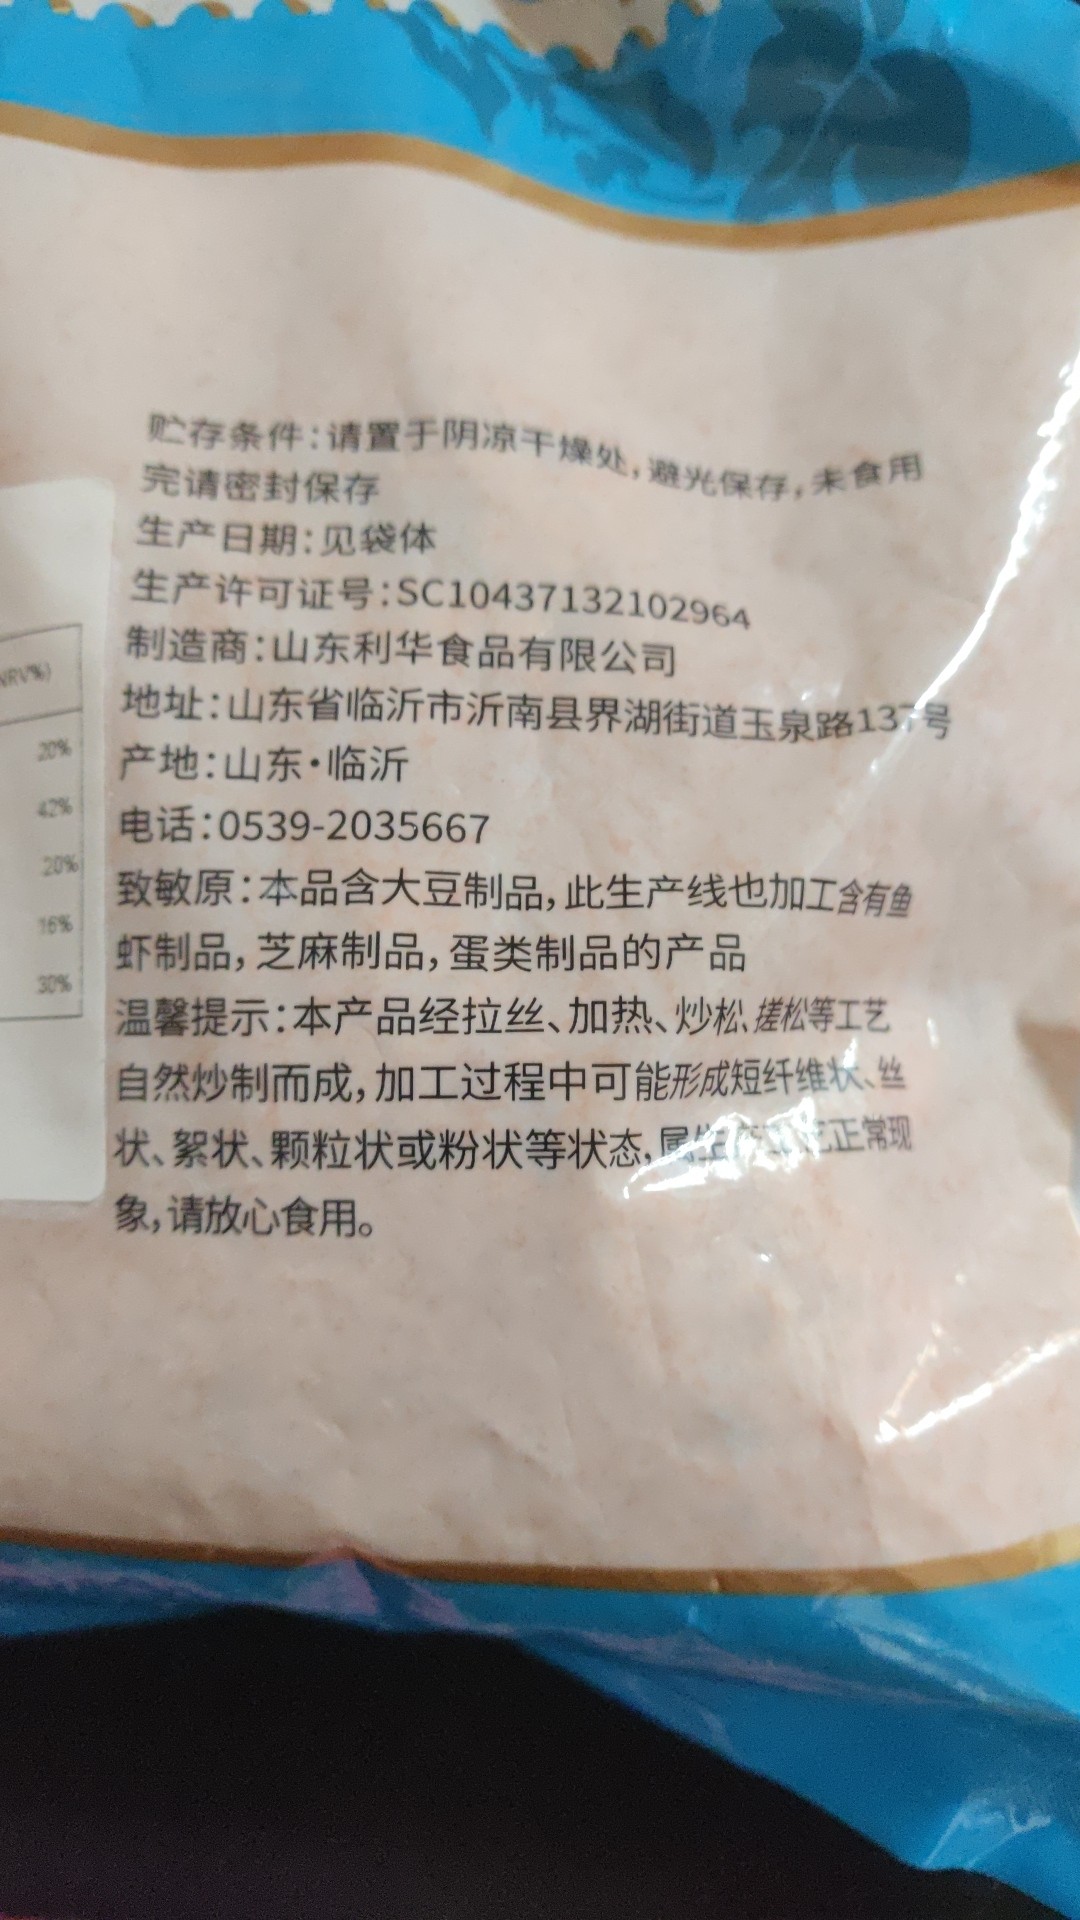 贮存条件:请置于阴凉干燥处,避光保存,未食用
完请密封保存
生产日期:见袋体
生产许可证号:SC10437132102964
制造商:山东利华食品有限公司
地址:山东省临沂市沂南县界湖街道玉泉路137号
产地:山东·临沂
电话:0539-2035667
致敏原:本品含大豆制品,此生产线也加工含有鱼
虾制品,芝麻制品,蛋类制品的产品
温馨提示:本产品经拉丝、加热、炒松、搓松等工艺
自然炒制而成,加工过程中可能形成短纤维状、丝
状、絮状、颗粒状或粉状等状态,属生产工艺正常现
象,请放心食用。
NRV%)
20%
42%
20%
16%
30%